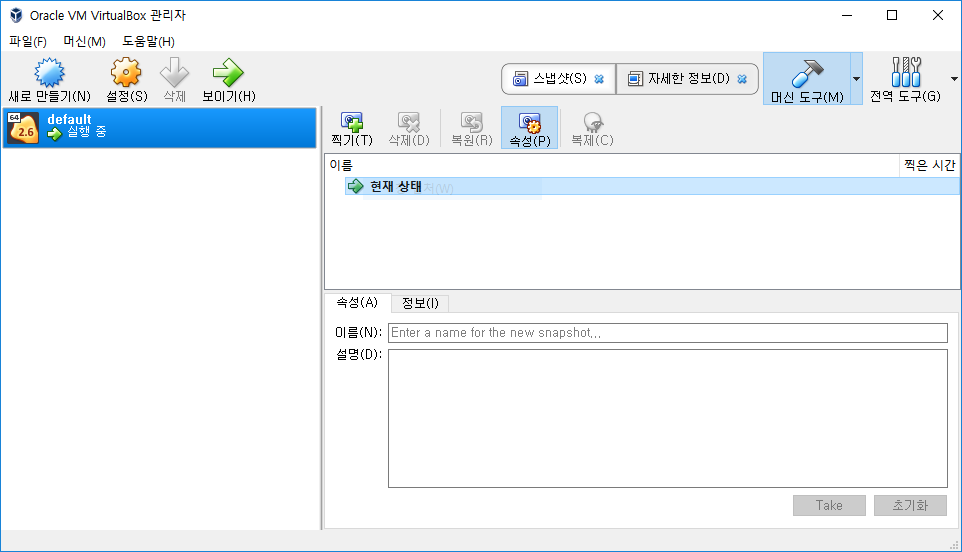 Oracle VM VirtualBox 관리자
파일(F) 머신(M) 도움말(H)
새로 만들기(N) 설정(S) 삭제 보이기(H)
스냅샷(S) 자세한 정보(D)
머신 도구(M) 전역 도구(G)
64
2.6
default
실행 중
찍기(T) 삭제(D) 복원(R) 속성(P) 복제(C)
이름 찍은 시간
현재 상태
속성(A) 정보(I)
이름(N): Enter a name for the new snapshot...
설명(D):
Take 초기화